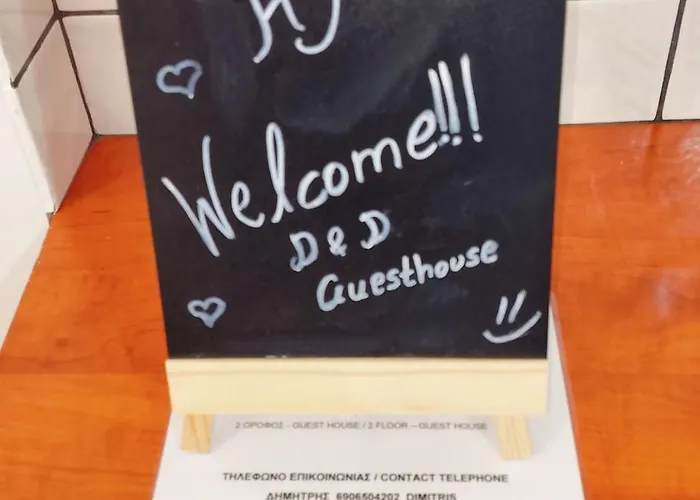 Welcome!!!
D & D
Guesthouse
2 ΟΡΟΦΟΣ - GUEST HOUSE / 2 FLOOR – GUEST HOUSE
ΤΗΛΕΦΩΝΟ ΕΠΙΚΟΙΝΩΝΙΑΣ / CONTACT TELEPHONE
ΔΗΜΗΤΡΗΣ 6906504202 DIMITRIS